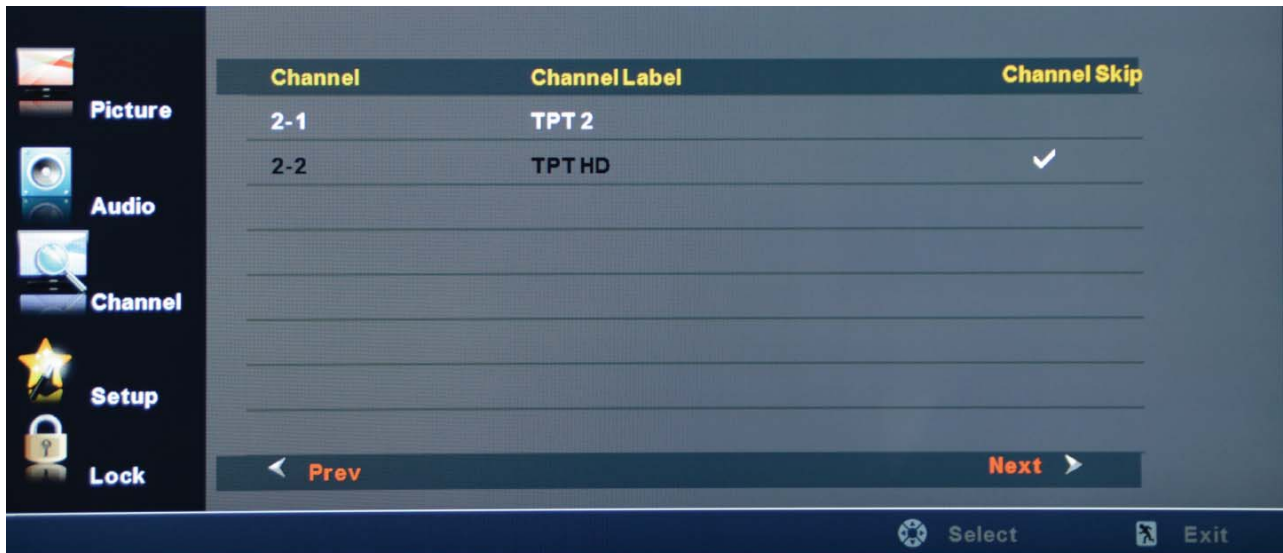 Picture
Audio
Channel
Setup
Lock
Channel Channel Label Channel Skip
2-1 TPT 2
2-2 TPT HD
Prev Next
Select Exit